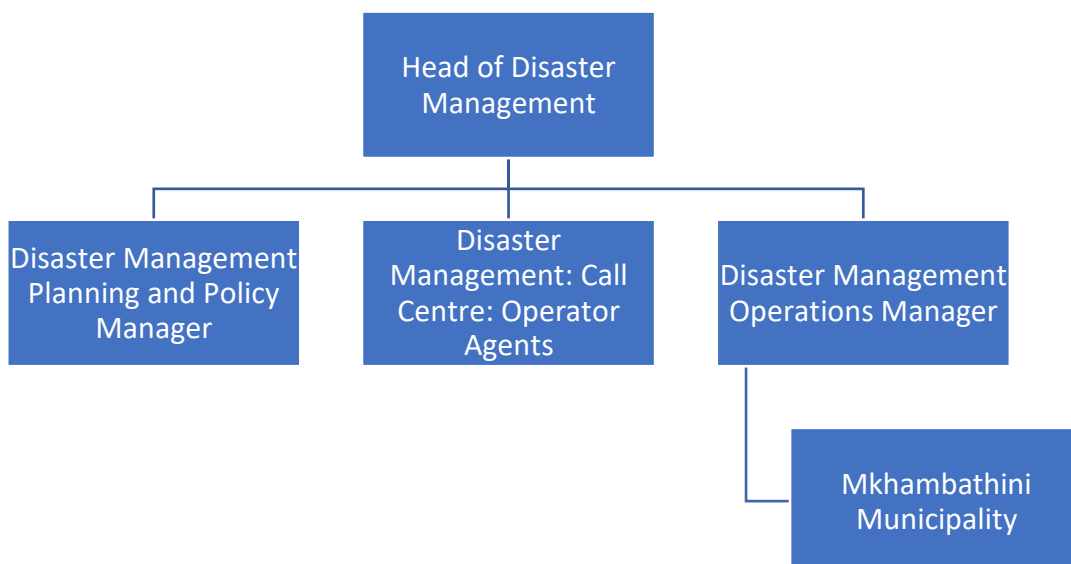 Head of Disaster
Management
Disaster Management
Planning and Policy
Manager
Disaster
Management: Call
Centre: Operator
Agents
Disaster Management
Operations Manager
Mkhambathini
Municipality